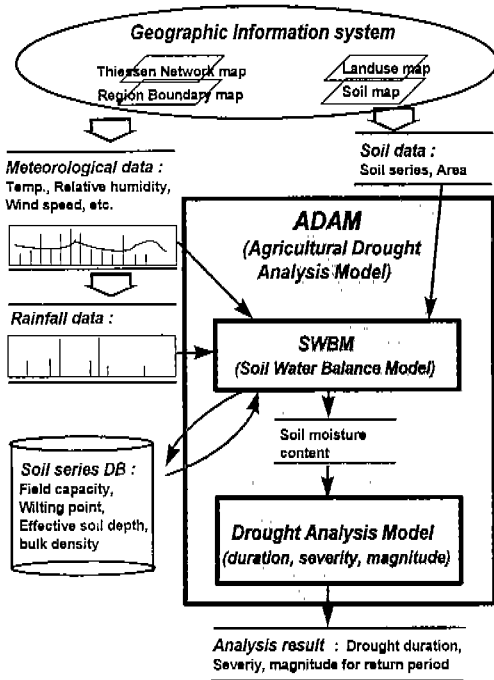 Geographic Information system
Thiessen Network map
Region Boundary map
Landuse map
Soil map
Meteorological data :
Temp., Relative humidity,
Wind speed, etc.
Soil data :
Soil series, Area
ADAM
(Agricultural Drought
Analysis Model)
Rainfall data :
SWBM
(Soil Water Balance Model)
Soil moisture
content
Soil series DB :
Field capacity,
Wilting point,
Effective soil depth,
bulk density
Drought Analysis Model
(duration, severity, magnitude)
Analysis result : Drought duration,
Severiy, magnitude for return period